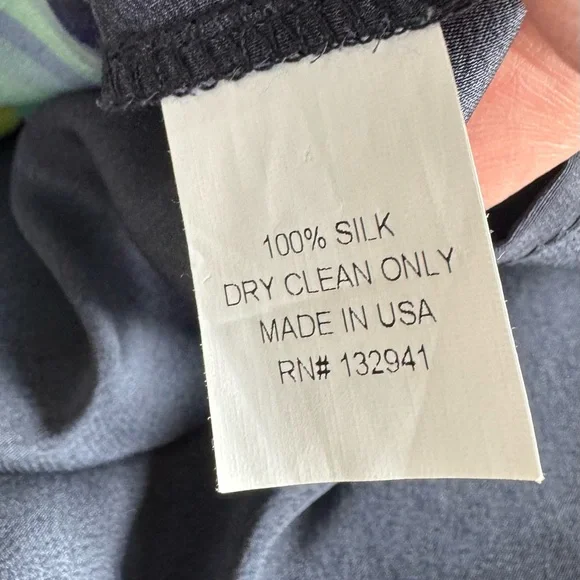 100% SILK
DRY CLEAN ONLY
MADE IN USA
RN# 132941